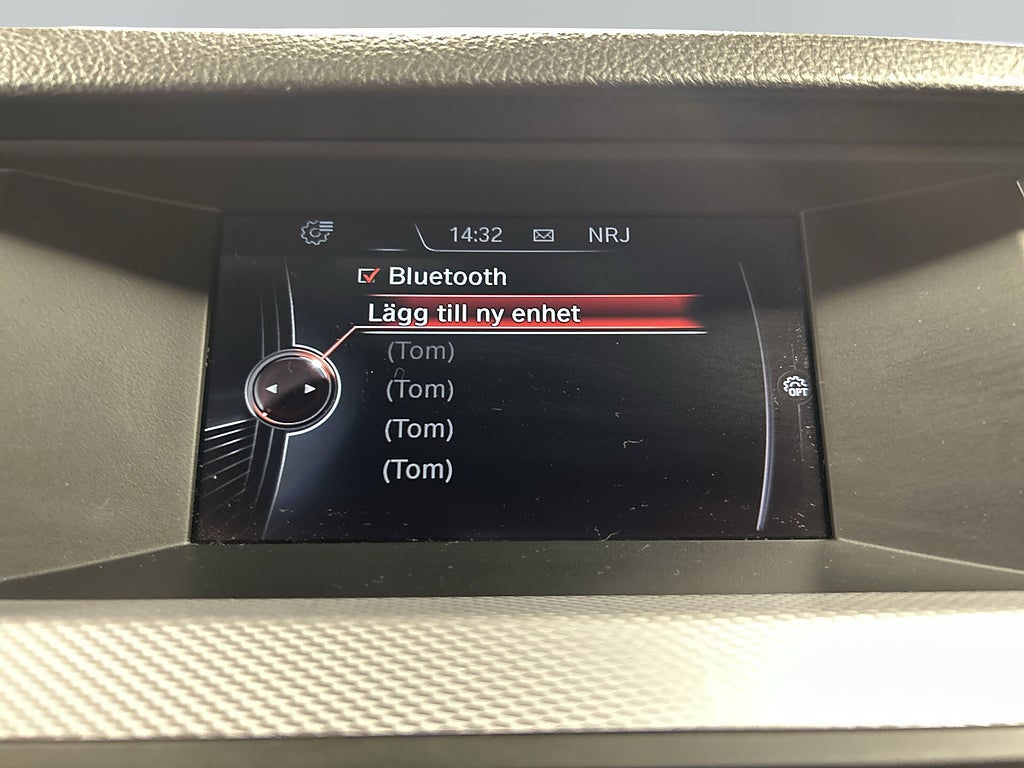 14:32 NRJ
Bluetooth
Lägg till ny enhet
(Tom)
(Tom)
OPT
(Tom)
(Tom)